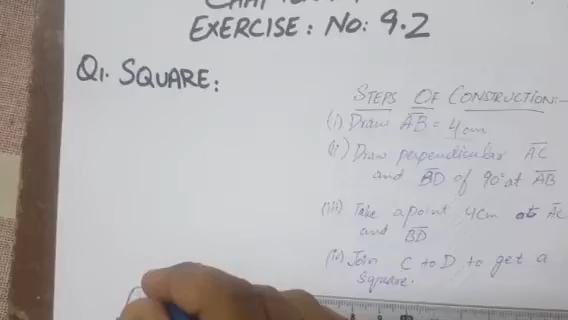 EXERCISE: No: 9.2
Q1. SQUARE:
STEPS OF CONSTRUCTION:-
(i) Draw AB = 4cm
(ii) Draw perpendicular AC
and BD of 90° at AB
(iii) Take a point 4cm at AC
and BD
(iv) Join C to D to get a
square.